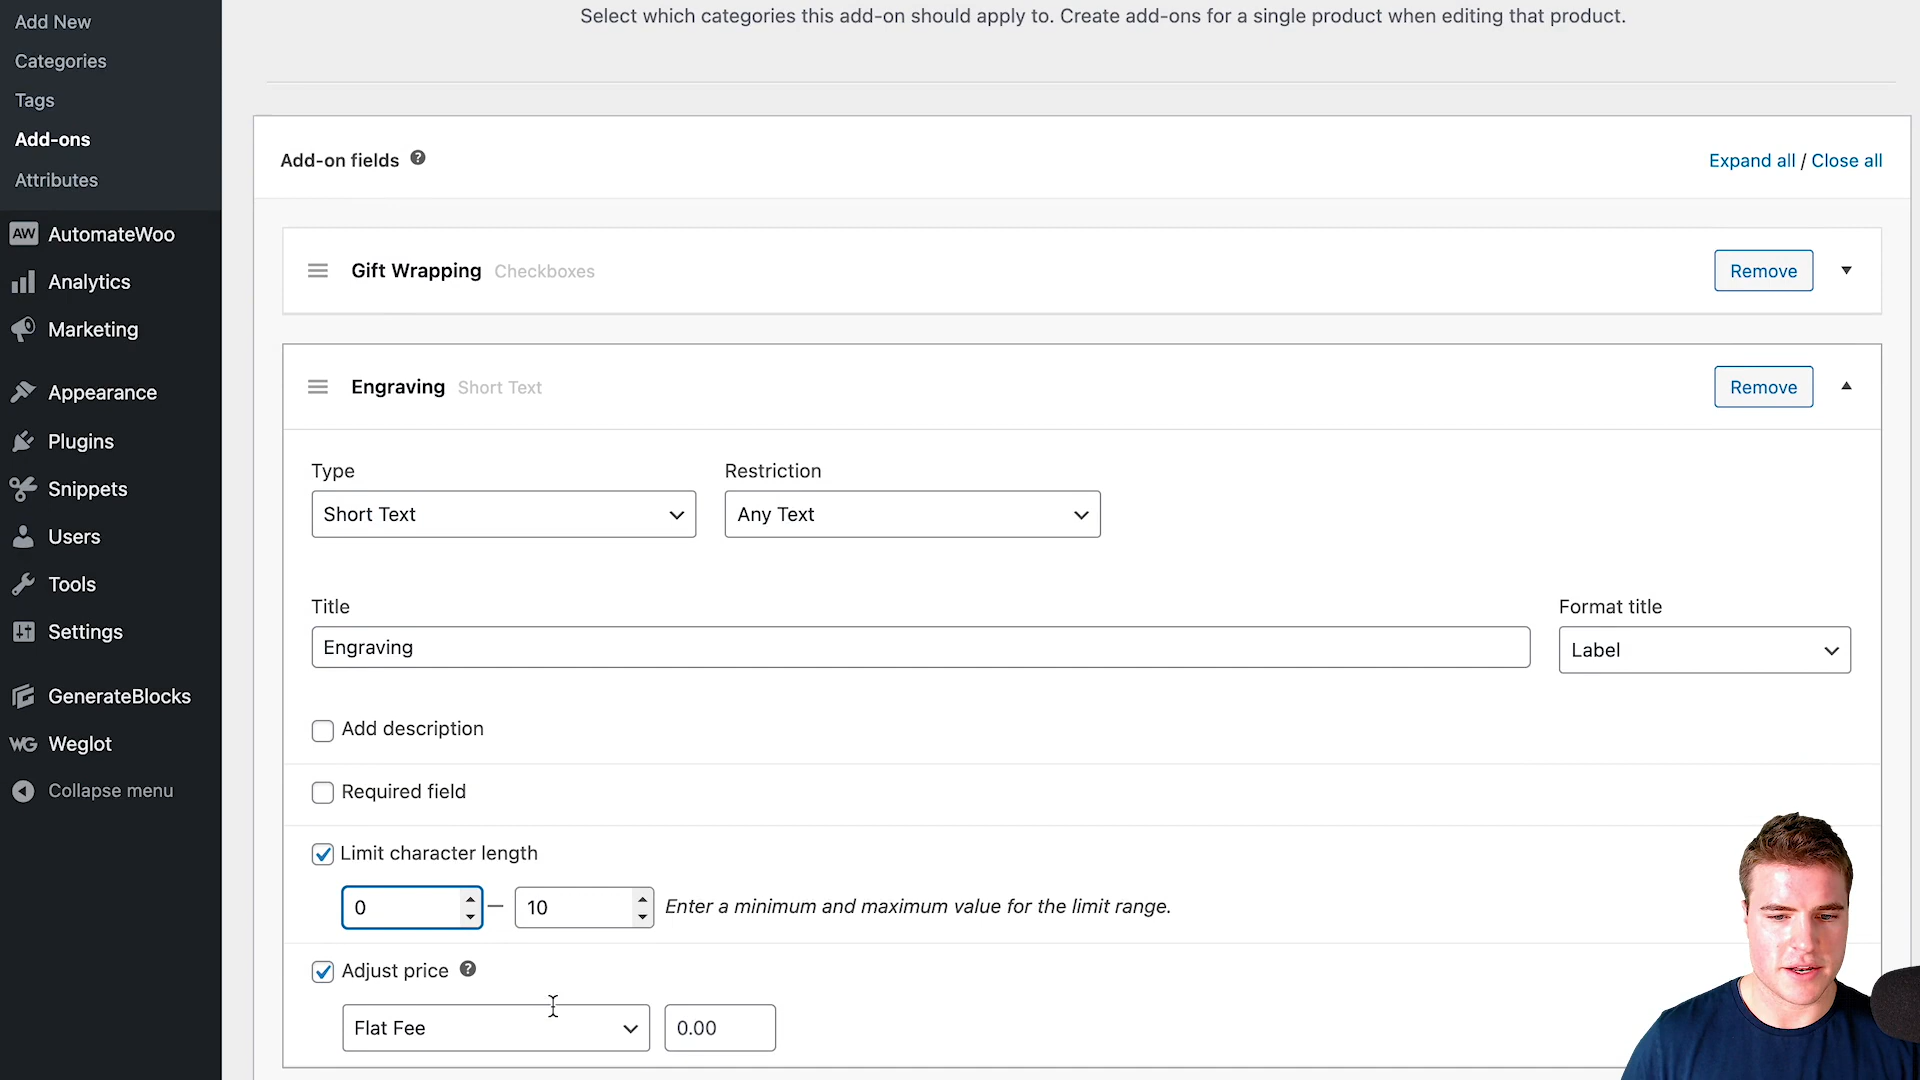 Add New
Categories
Tags
Add-ons
Attributes
AW AutomateWoo
Analytics
Marketing
Appearance
Plugins
Snippets
Users
Tools
Settings
GenerateBlocks
WG Weglot
Collapse menu
Select which categories this add-on should apply to. Create add-ons for a single product when editing that product.
Add-on fields ?
Expand all / Close all
Gift Wrapping Checkboxes
Remove
Engraving Short Text
Remove
Type
Restriction
Short Text
Any Text
Title
Format title
Engraving
Label
Add description
Required field
Limit character length
0 — 10 Enter a minimum and maximum value for the limit range.
Adjust price ?
Flat Fee
0.00